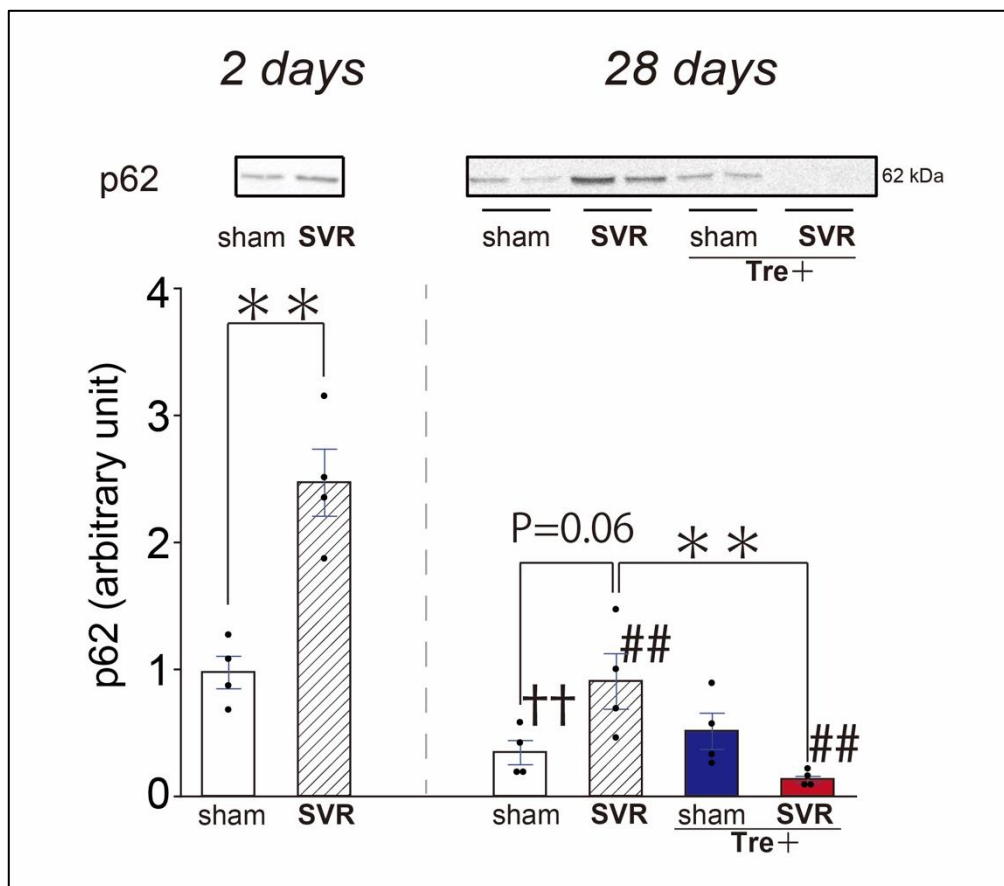 2 days 28 days
p62 62 kDa
sham SVR sham SVR sham SVR
Tre+
p62 (arbitrary unit)
4
3
2
1
0
**
P=0.06
**
††
##
##
sham SVR sham SVR sham SVR
Tre+